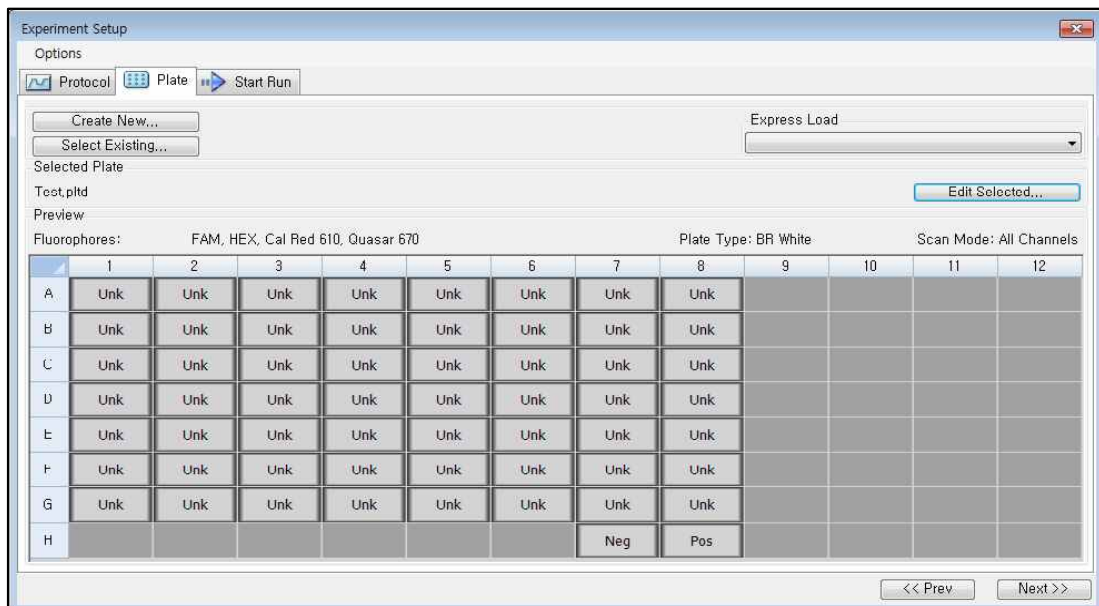 Experiment Setup
Options
Protocol Plate Start Run
Create New... Express Load
Select Existing...
Selected Plate
Test.pltd Edit Selected...
Preview
Fluorophores: FAM, HEX, Cal Red 610, Quasar 670 Plate Type: BR White Scan Mode: All Channels
1 2 3 4 5 6 7 8 9 10 11 12
A Unk Unk Unk Unk Unk Unk Unk Unk
B Unk Unk Unk Unk Unk Unk Unk Unk
C Unk Unk Unk Unk Unk Unk Unk Unk
D Unk Unk Unk Unk Unk Unk Unk Unk
E Unk Unk Unk Unk Unk Unk Unk Unk
F Unk Unk Unk Unk Unk Unk Unk Unk
G Unk Unk Unk Unk Unk Unk Unk Unk
H Neg Pos
<< Prev Next >>